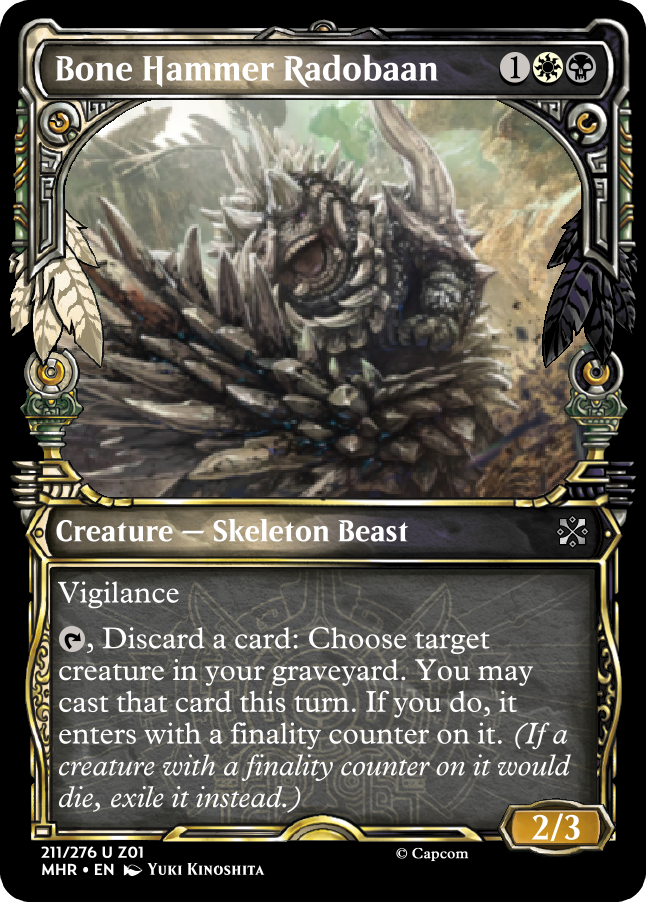 Bone Hammer Radobaan 1
Creature — Skeleton Beast
Vigilance
, Discard a card: Choose target
creature in your graveyard. You may
cast that card this turn. If you do, it
enters with a finality counter on it. (If a
creature with a finality counter on it would
die, exile it instead.)
2/3
211/276 U Z01
© Capcom
MHR • EN Yuki Kinoshita